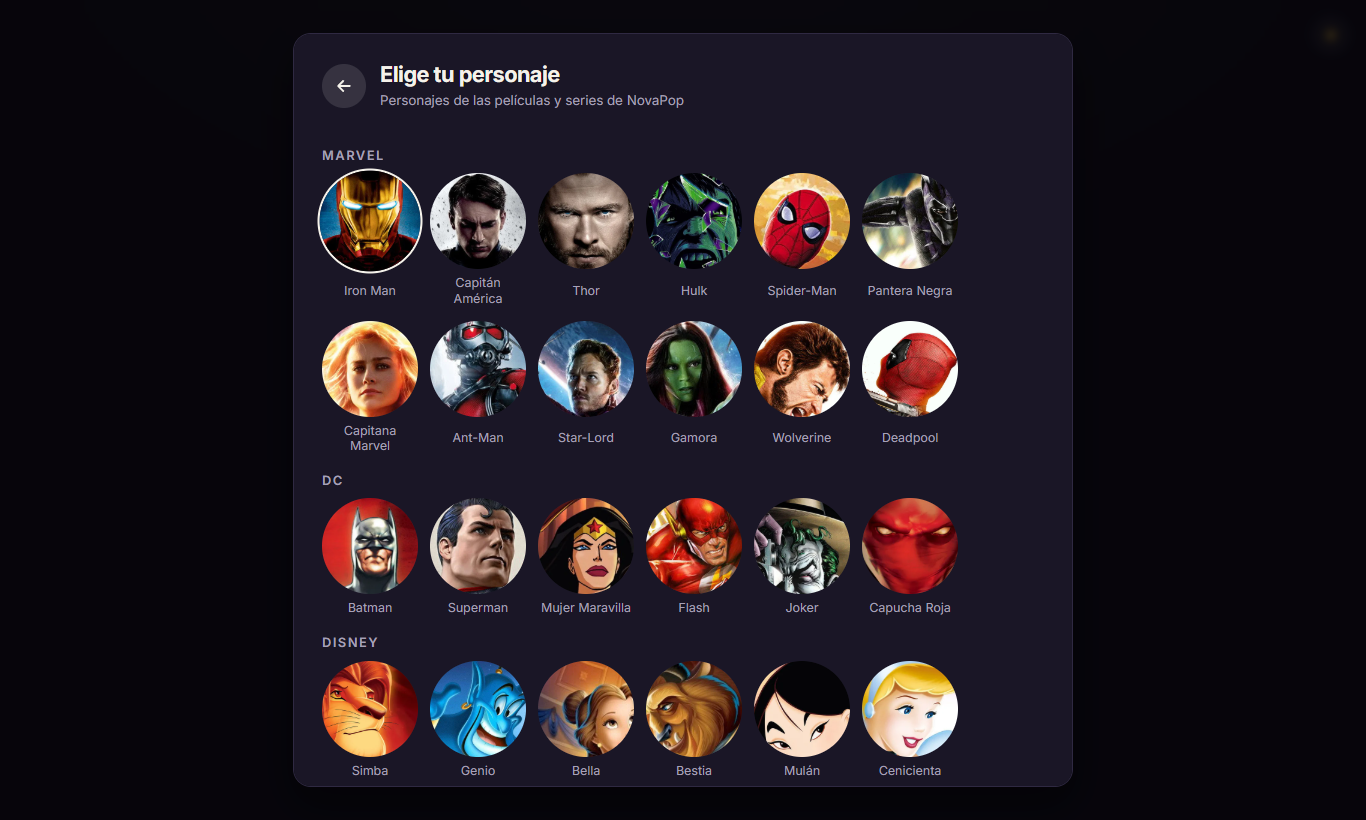 Elige tu personaje
Personajes de las películas y series de NovaPop
MARVEL
Iron Man
Capitán
América
Thor
Hulk
Spider-Man
Pantera Negra
Capitana
Marvel
Ant-Man
Star-Lord
Gamora
Wolverine
Deadpool
DC
Batman
Superman
Mujer Maravilla
Flash
Joker
Capucha Roja
DISNEY
Simba
Genio
Bella
Bestia
Mulán
Cenicienta